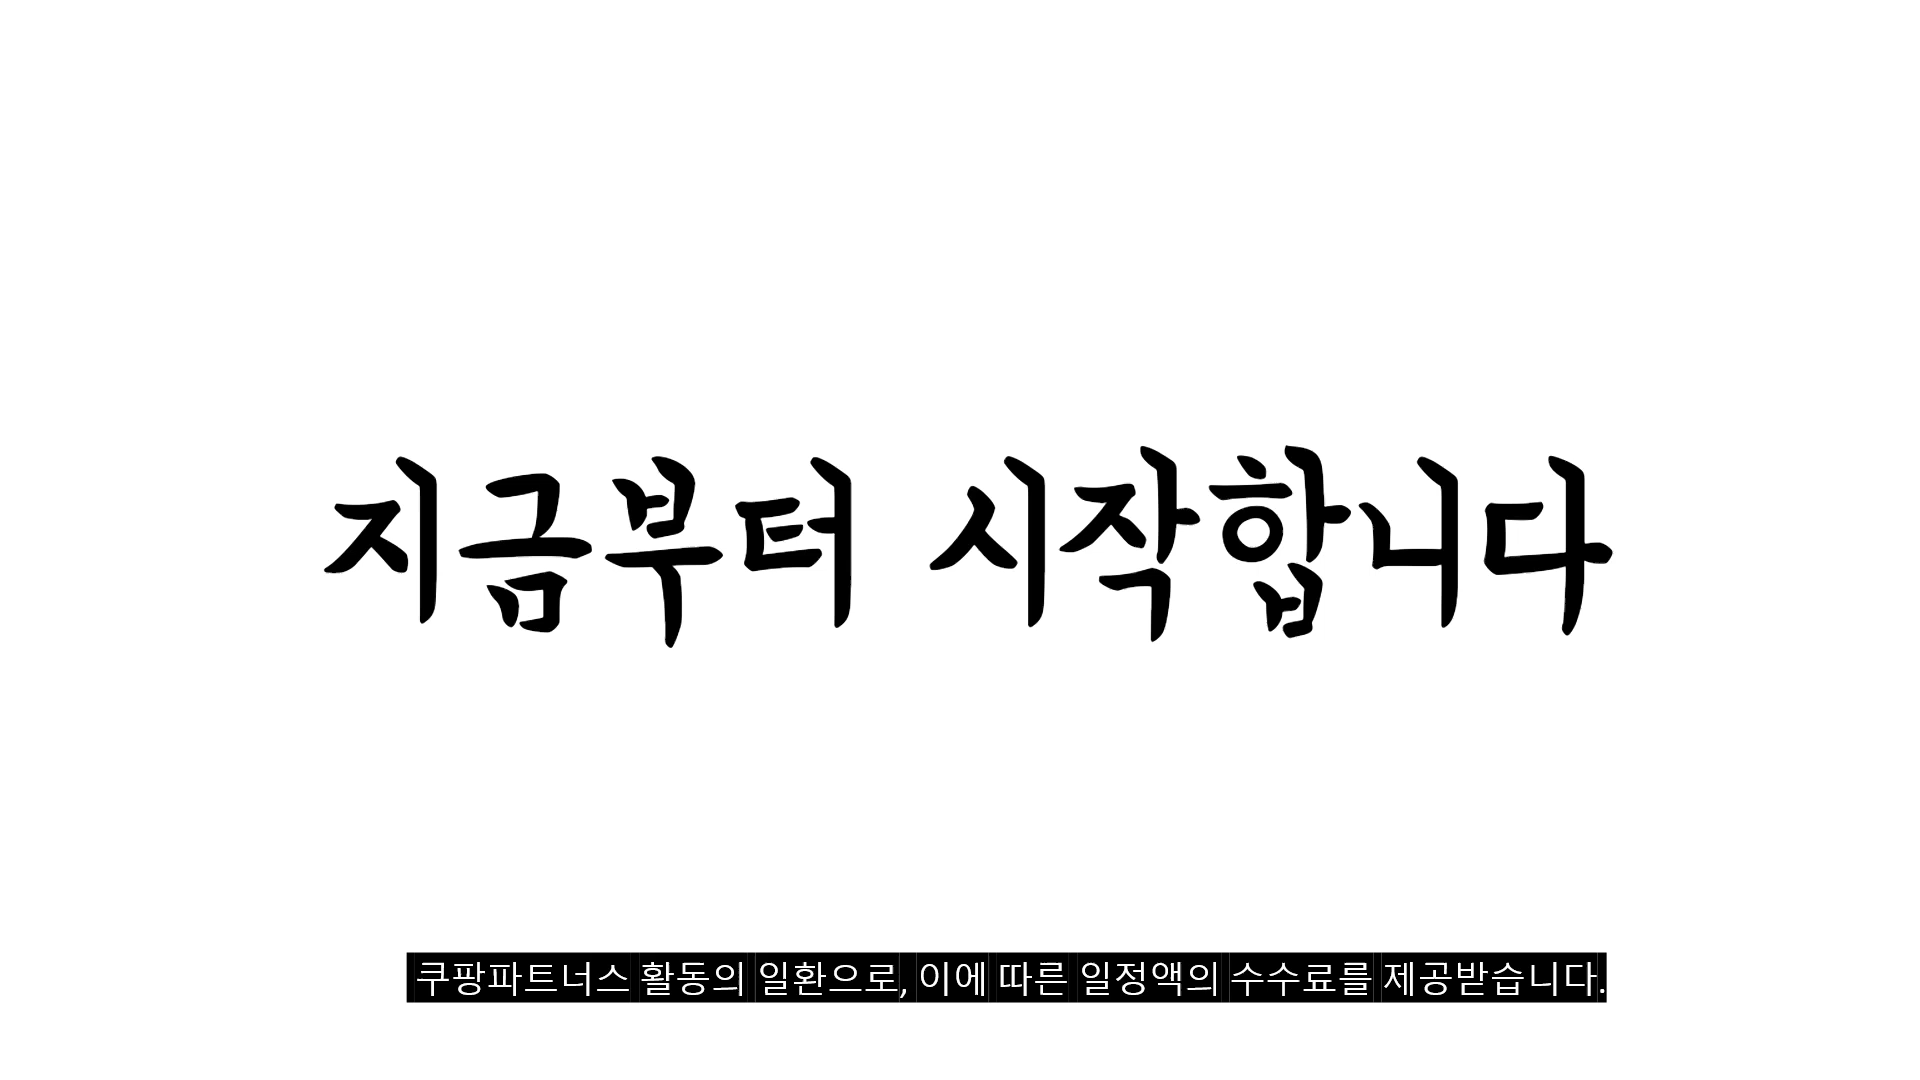 지금부터 시작합니다
쿠팡파트너스 활동의 일환으로, 이에 따른 일정액의 수수료를 제공받습니다.